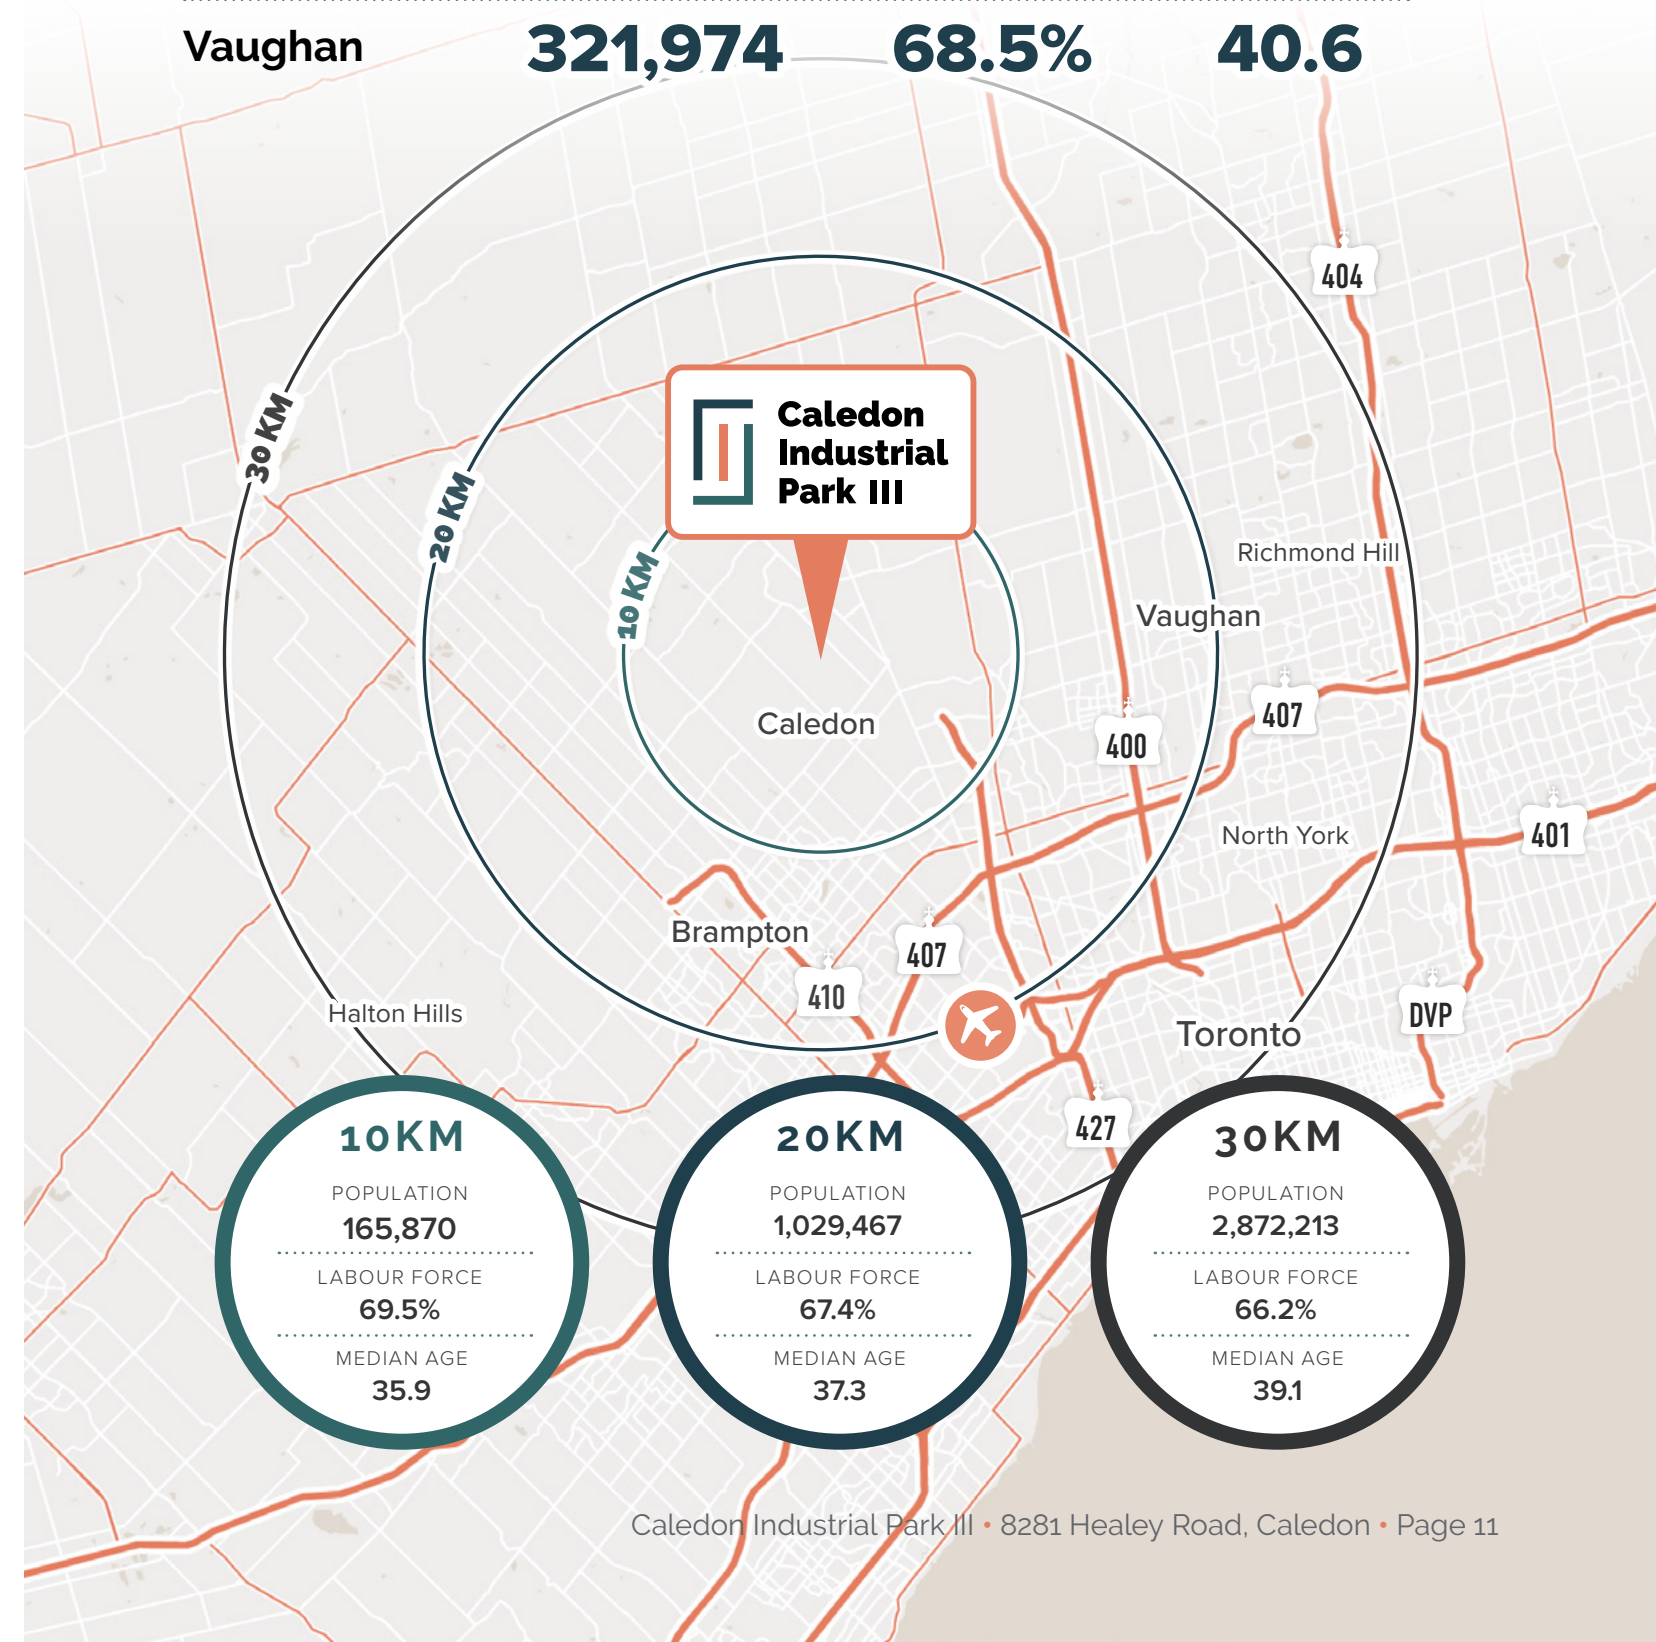 Vaughan 321,974 68.5% 40.6
404
30 KM
Caledon
Industrial
Park III
20 KM
10 KM
Richmond Hill
Vaughan
407
Caledon
400
North York
401
Brampton
407
410
Halton Hills
DVP
Toronto
427
10KM
POPULATION
165,870
LABOUR FORCE
69.5%
MEDIAN AGE
35.9
20KM
POPULATION
1,029,467
LABOUR FORCE
67.4%
MEDIAN AGE
37.3
30KM
POPULATION
2,872,213
LABOUR FORCE
66.2%
MEDIAN AGE
39.1
Caledon Industrial Park III • 8281 Healey Road, Caledon • Page 11